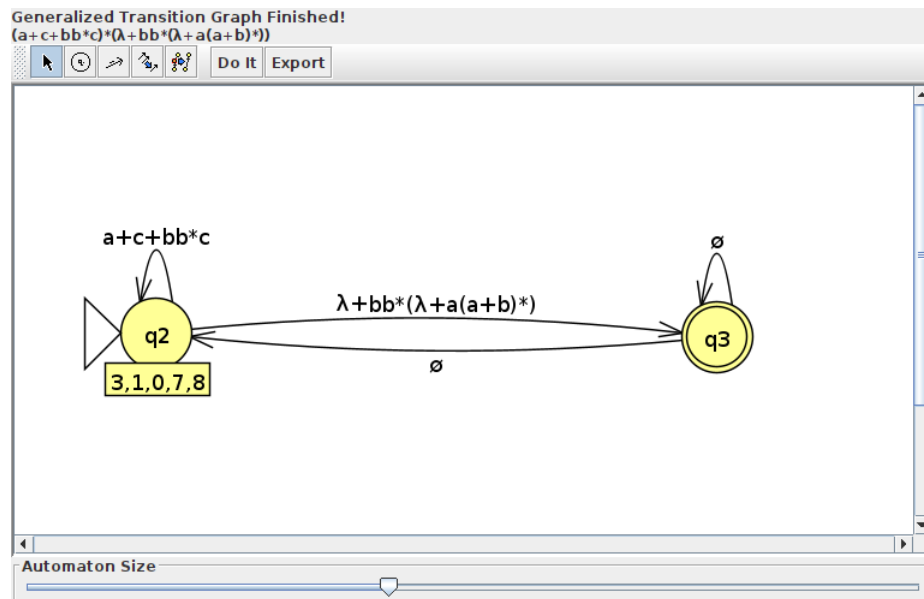 Generalized Transition Graph Finished!
(a+c+bb*c)*(λ+bb*(λ+a(a+b)*))
Do It Export
a+c+bb*c
ø
λ+bb*(λ+a(a+b)*)
q2
q3
ø
3,1,0,7,8
Automaton Size